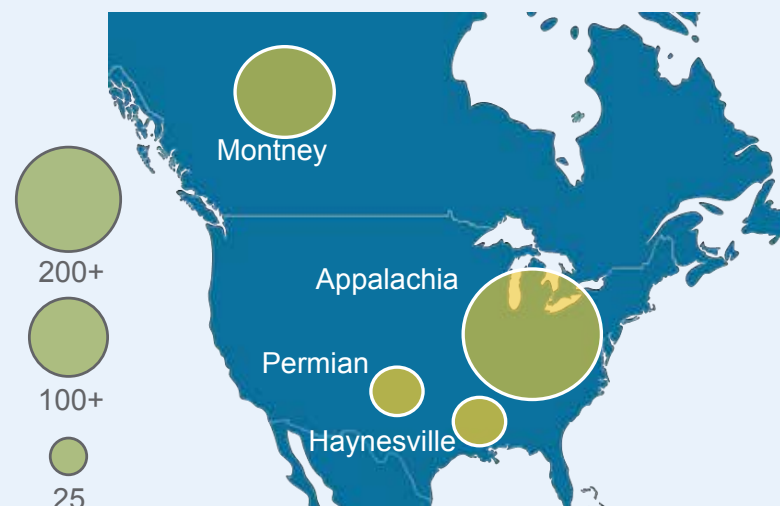 Montney
200+
Appalachia
Permian
100+
Haynesville
25